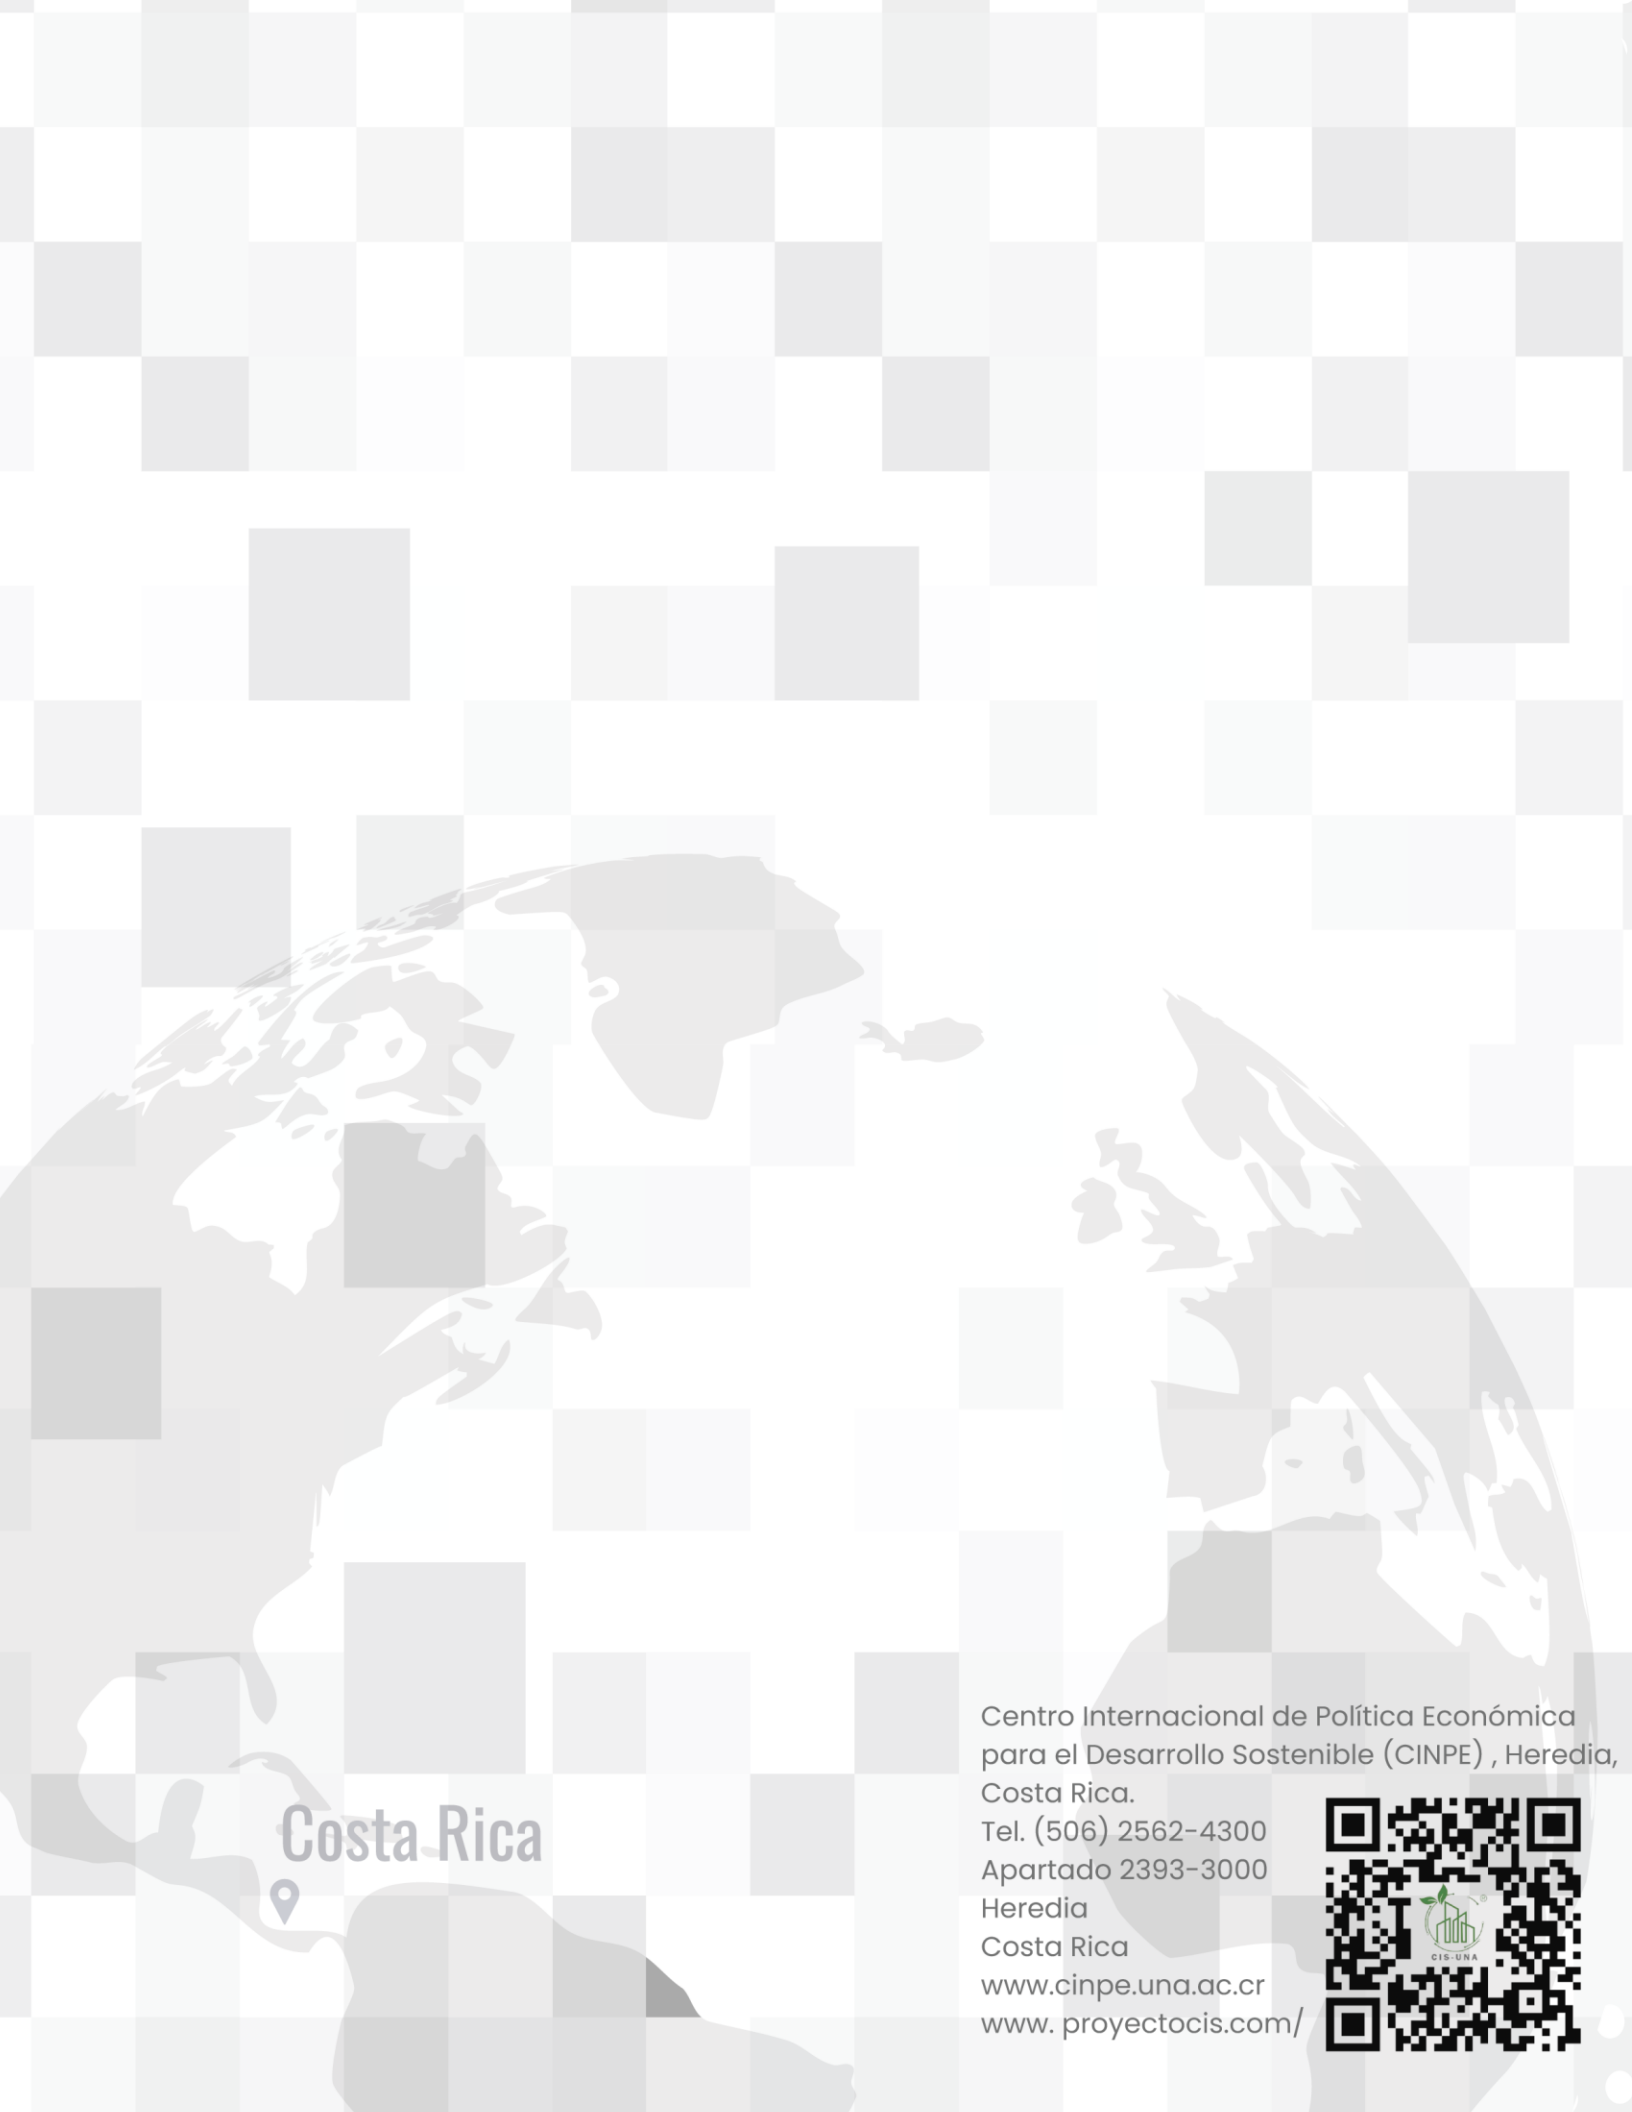 Costa Rica
Centro Internacional de Política Económica
para el Desarrollo Sostenible (CINPE) , Heredia,
Costa Rica.
Tel. (506) 2562-4300
Apartado 2393-3000
Heredia
Costa Rica
www.cinpe.una.ac.cr
www. proyectocis.com/
®
CIS-UNA